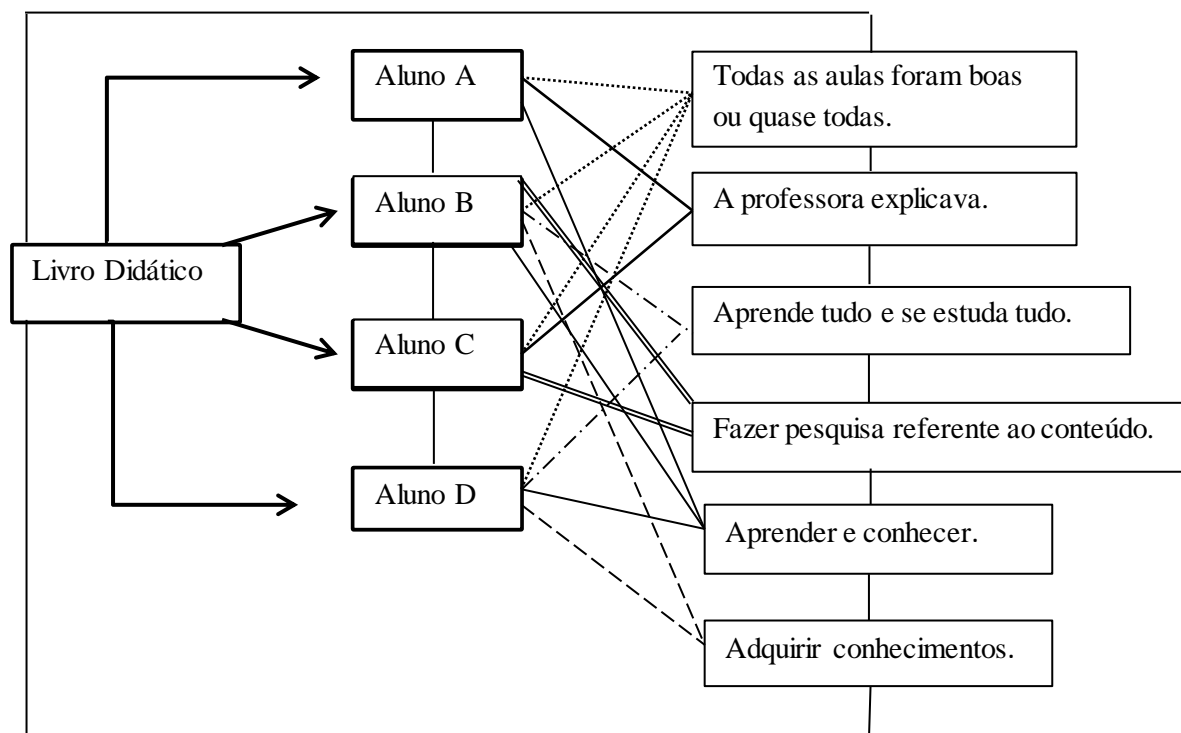 Aluno A
Todas as aulas foram boas
ou quase todas.
Aluno B
A professora explicava.
Livro Didático
Aprende tudo e se estuda tudo.
Aluno C
Fazer pesquisa referente ao conteúdo.
Aluno D
Aprender e conhecer.
Adquirir conhecimentos.